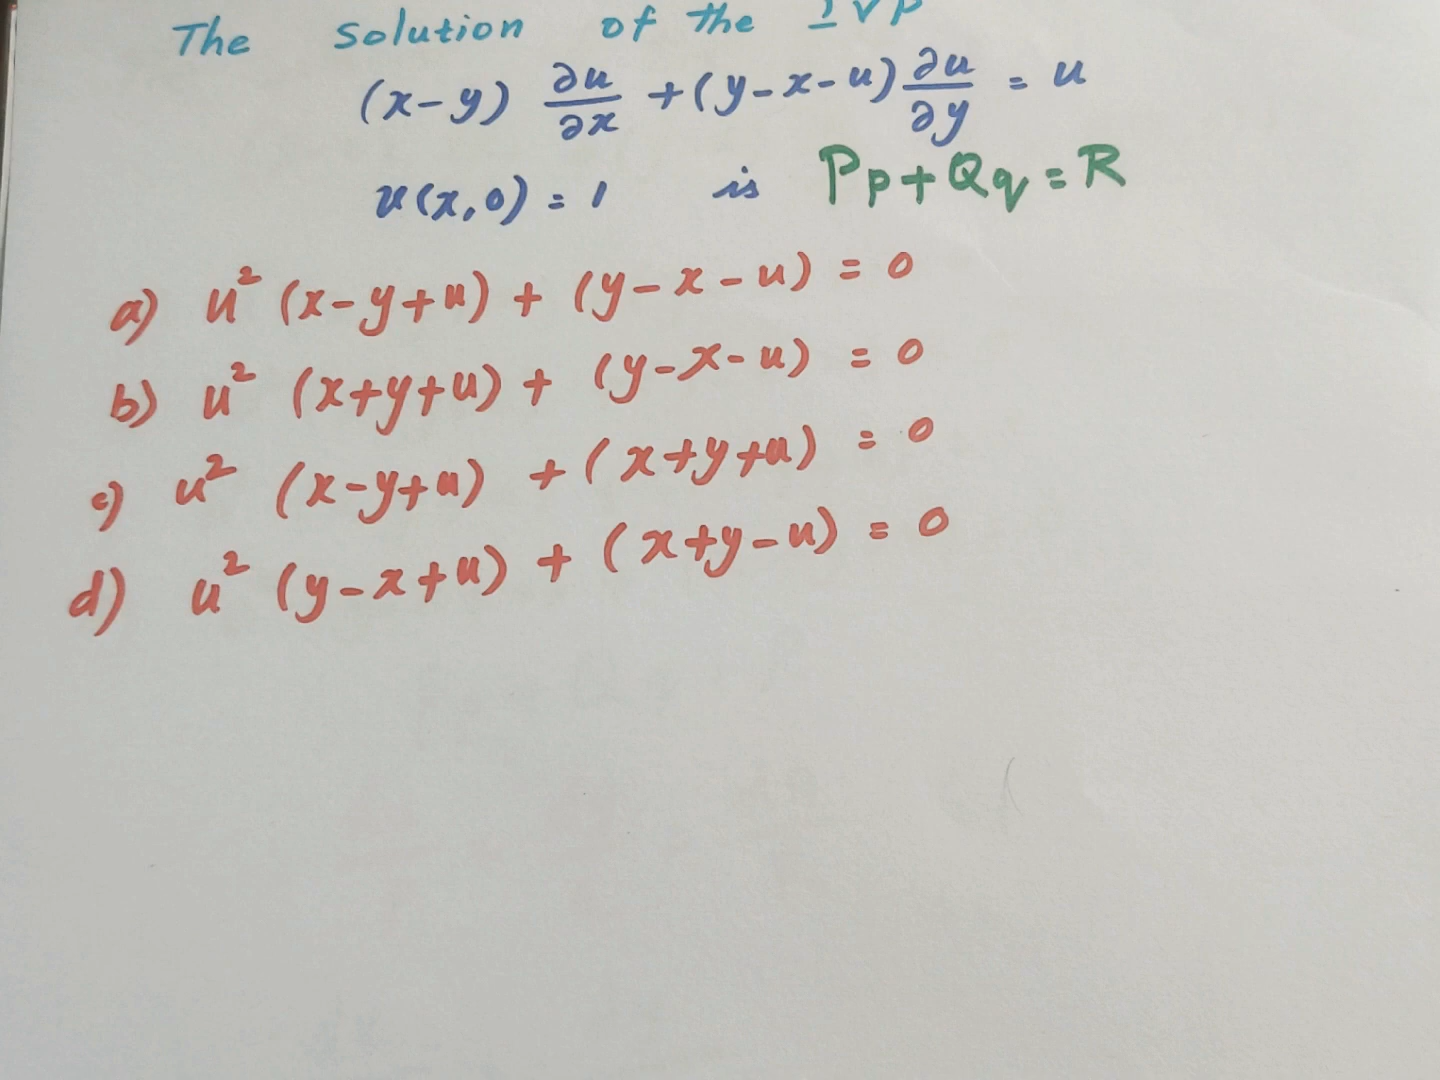 The solution of the IVP
(x-y) ∂u/∂x + (y-x-u) ∂u/∂y = u
u(x,0) = 1 is Pp+Qq=R
a) u² (x-y+u) + (y-x-u) = 0
b) u² (x+y+u) + (y-x-u) = 0
c) u² (x-y+u) + (x+y+u) = 0
d) u² (y-x+u) + (x+y-u) = 0